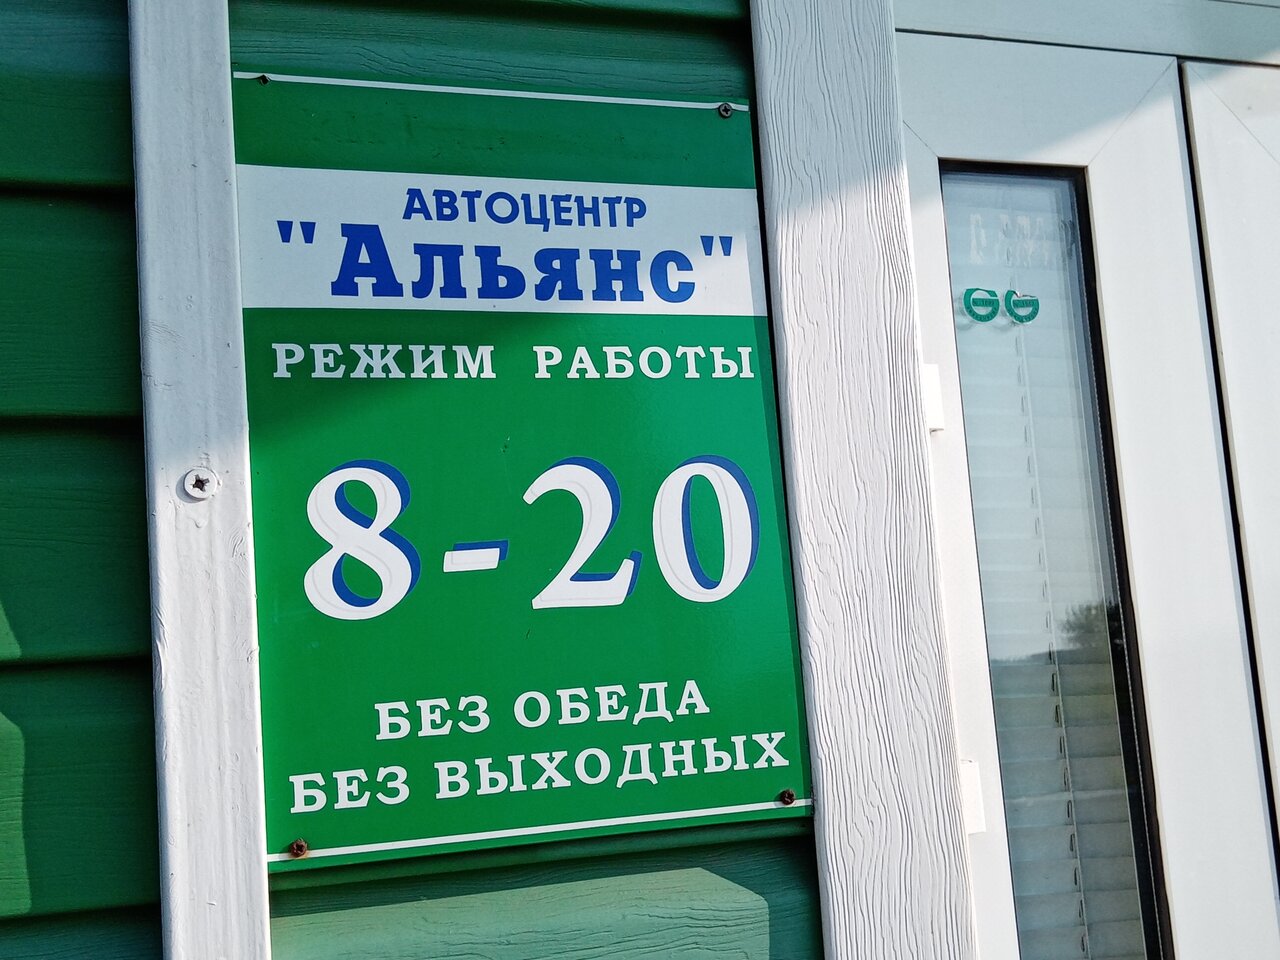 АВТОЦЕНТР
"Альянс"
РЕЖИМ РАБОТЫ
8-20
БЕЗ ОБЕДА
БЕЗ ВЫХОДНЫХ